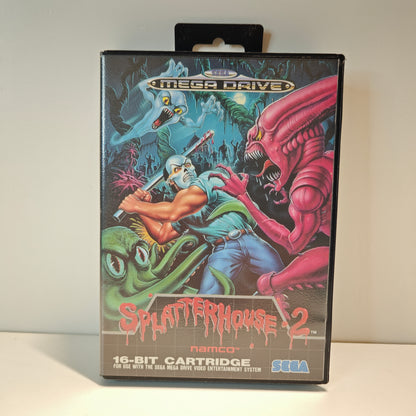 SEGA
MEGA DRIVE
SPLATTERHOUSE 2™
namco
16-BIT CARTRIDGE
FOR USE WITH THE SEGA MEGA DRIVE VIDEO ENTERTAINMENT SYSTEM
SEGA